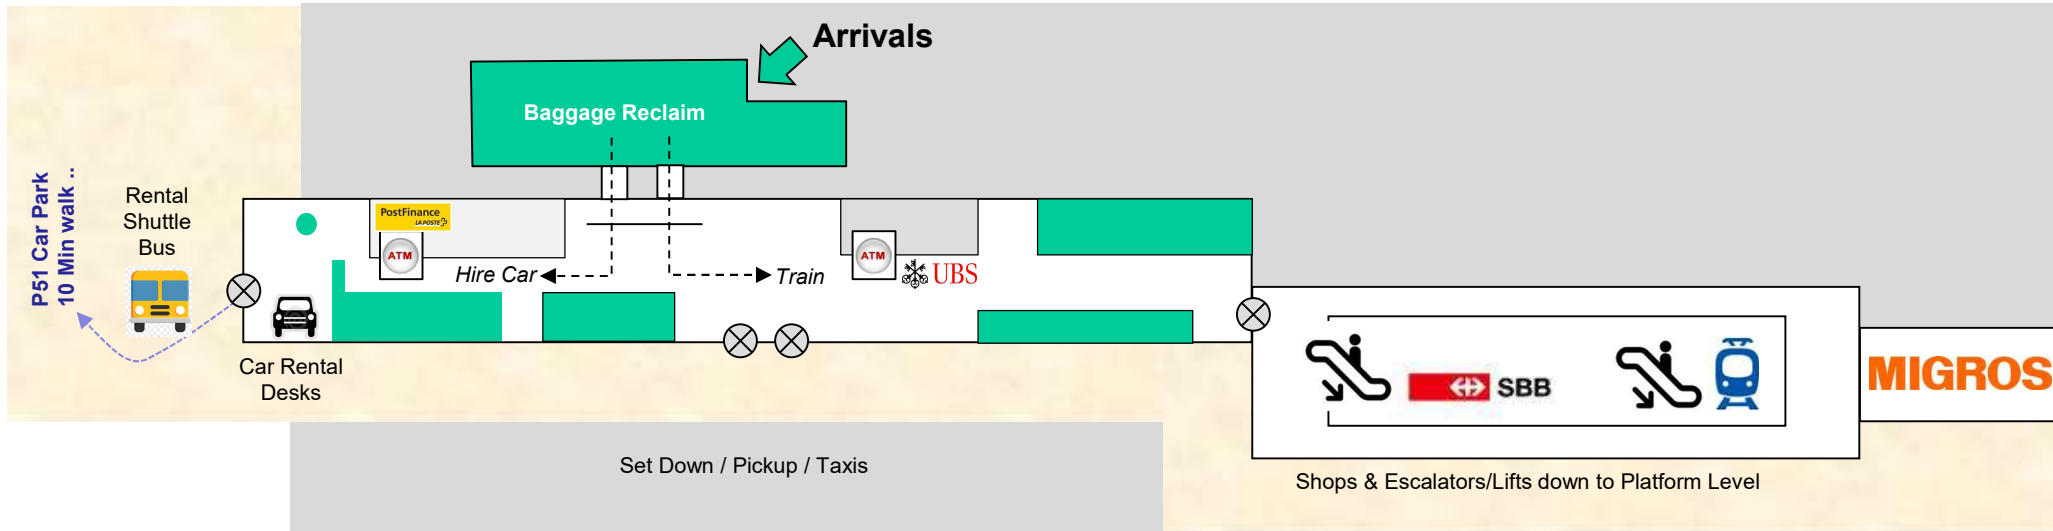 Arrivals
Baggage Reclaim
P51 Car Park
10 Min walk ..
Rental
Shuttle
Bus
PostFinance
LA POSTE
ATM
Hire Car
Train
ATM
UBS
Car Rental
Desks
SBB
MIGROS
Set Down / Pickup / Taxis
Shops & Escalators/Lifts down to Platform Level